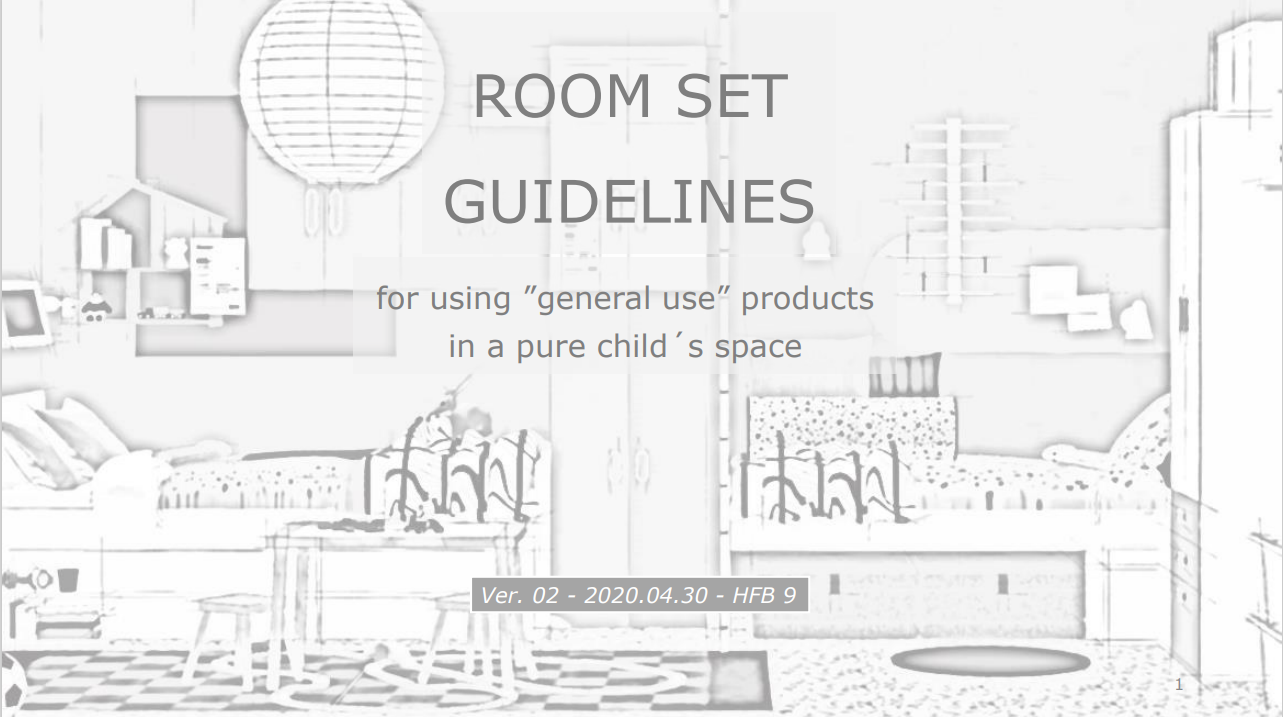 ROOM SET
GUIDELINES
for using ”general use” products
in a pure child´s space
Ver. 02 - 2020.04.30 - HFB 9
1